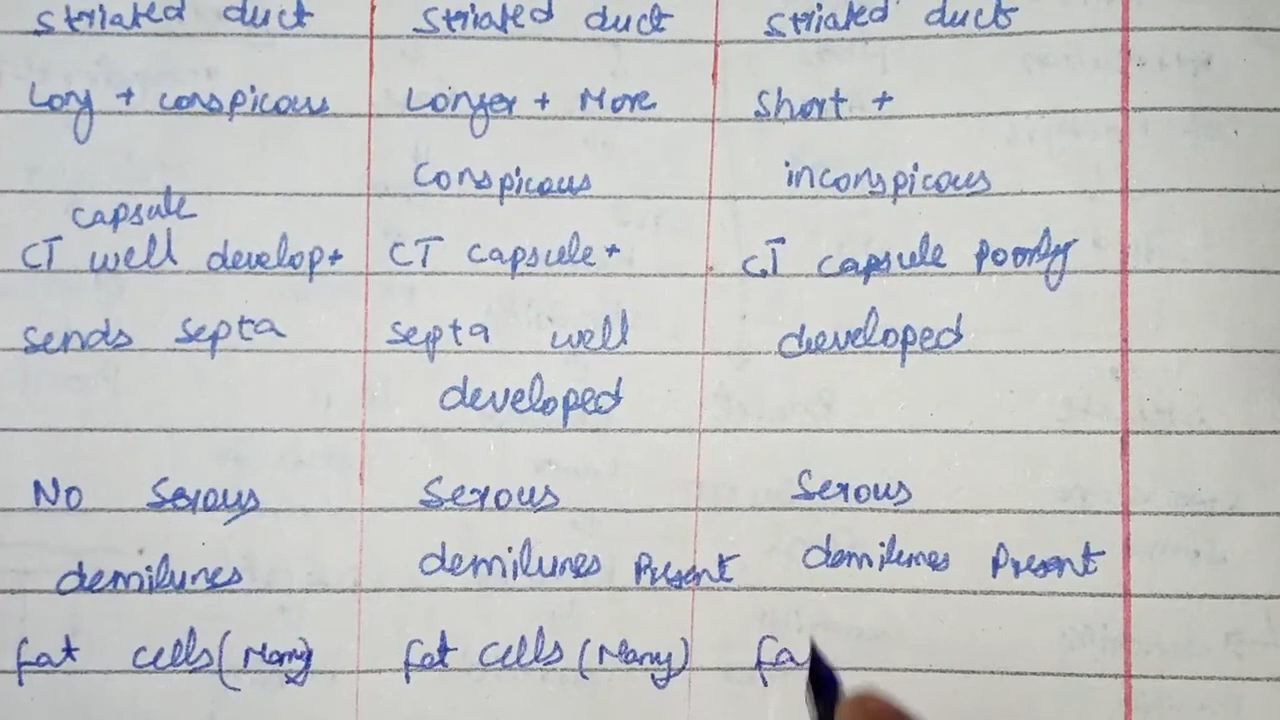 striated duct striated duct striated duct
Long + conspicous Longer + More short +
conspicous inconspicous
capsule
CT well develop+ CT capsule+ CT capsule poorly
sends septa septa well developed
developed
No serous serous serous
demilunes demilunes Present demilunes Present
fat cells (Many) fat cells (Many) fa